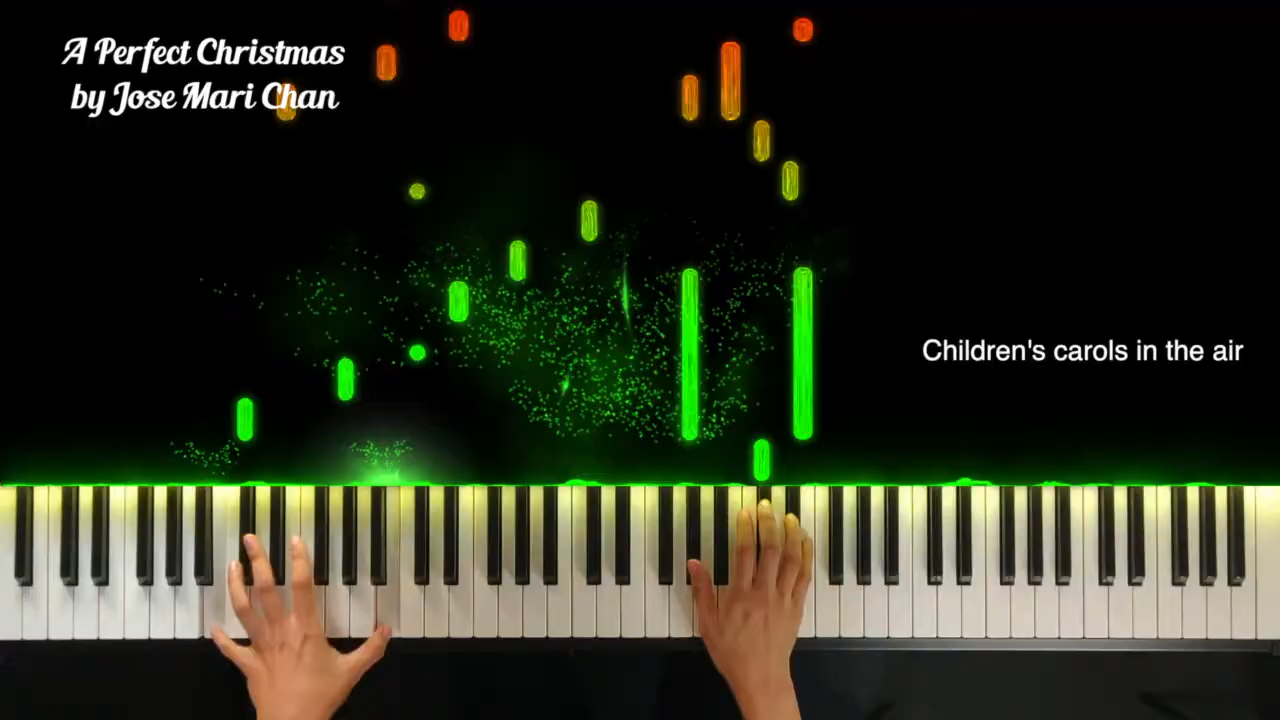 A Perfect Christmas
by Jose Mari Chan
Children's carols in the air